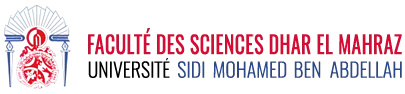 FACULTÉ DES SCIENCES DHAR EL MAHRAZ
UNIVERSITÉ SIDI MOHAMED BEN ABDELLAH